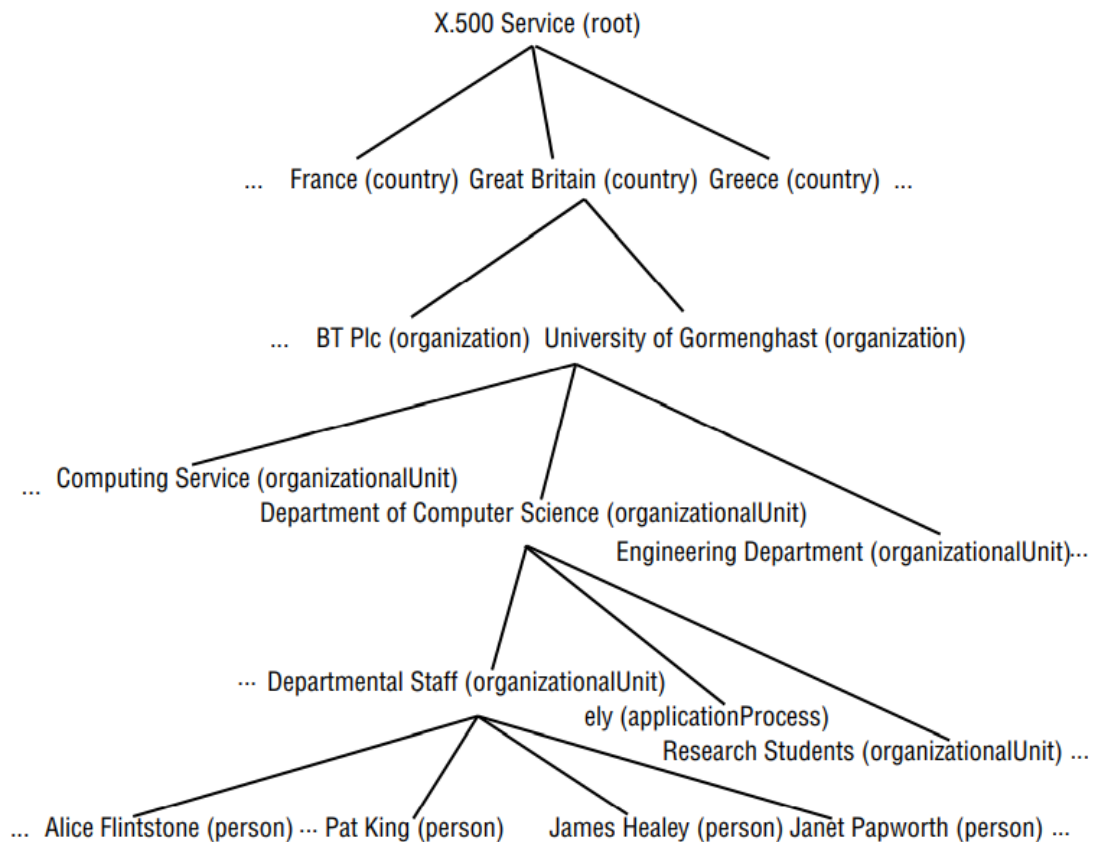 X.500 Service (root)
... France (country) Great Britain (country) Greece (country) ...
... BT Plc (organization) University of Gormenghast (organization) ...
... Computing Service (organizationalUnit)
Department of Computer Science (organizationalUnit)
Engineering Department (organizationalUnit)...
... Departmental Staff (organizationalUnit)
ely (applicationProcess)
Research Students (organizationalUnit) ...
... Alice Flintstone (person) ... Pat King (person) James Healey (person) Janet Papworth (person) ...